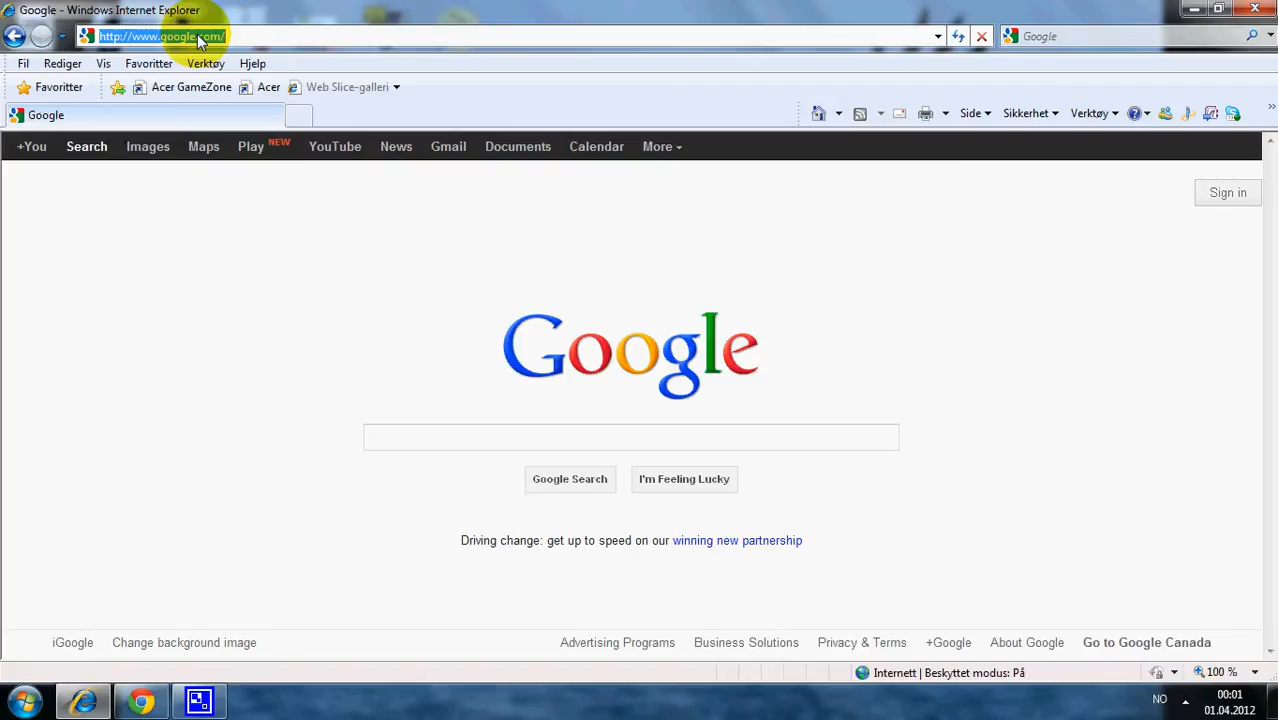 Google - Windows Internet Explorer
http://www.google.com/
Google
Fil Rediger Vis Favoritter Verktøy Hjelp
Favoritter Acer GameZone Acer Web Slice-galleri
Google
Side Sikkerhet Verktøy
+You Search Images Maps Play NEW YouTube News Gmail Documents Calendar More
Sign in
Google
Google Search I'm Feeling Lucky
Driving change: get up to speed on our winning new partnership
iGoogle Change background image Advertising Programs Business Solutions Privacy & Terms +Google About Google Go to Google Canada
Internett | Beskyttet modus: På 100 %
NO 00:01
01.04.2012